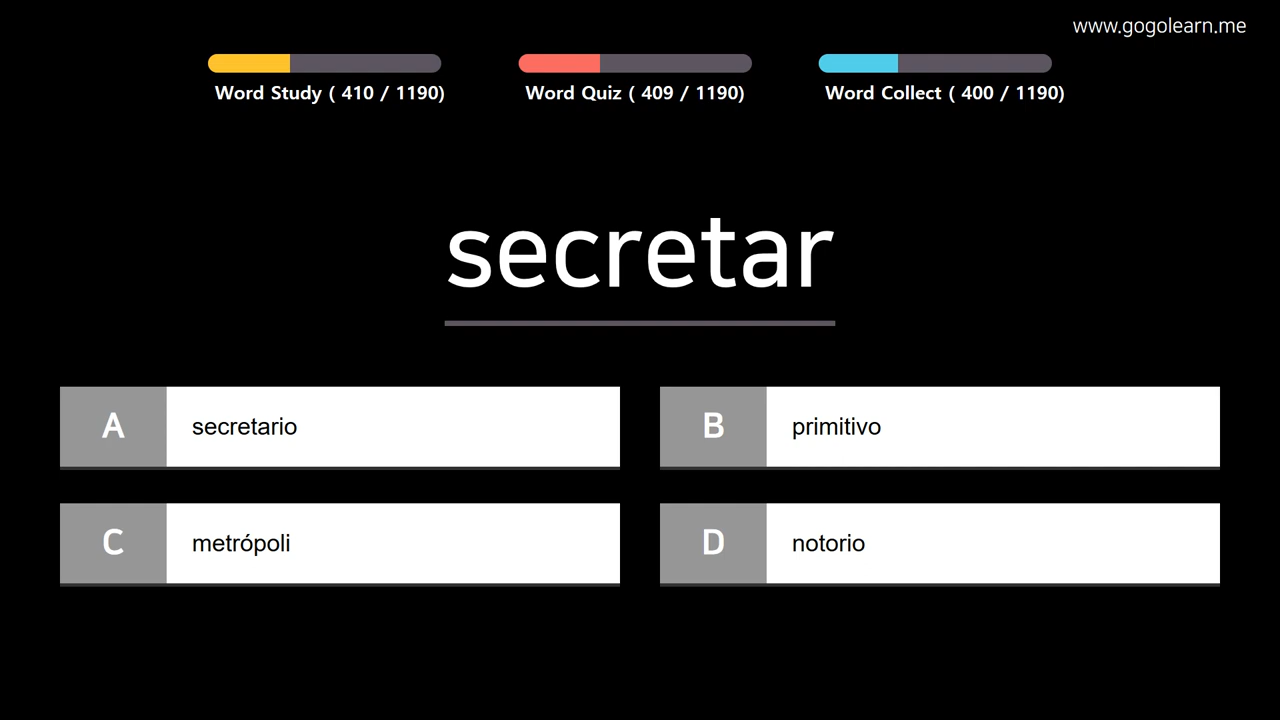 www.gogolearn.me
Word Study ( 410 / 1190)
Word Quiz ( 409 / 1190)
Word Collect ( 400 / 1190)
secretar
A
secretario
B
primitivo
C
metrópoli
D
notorio